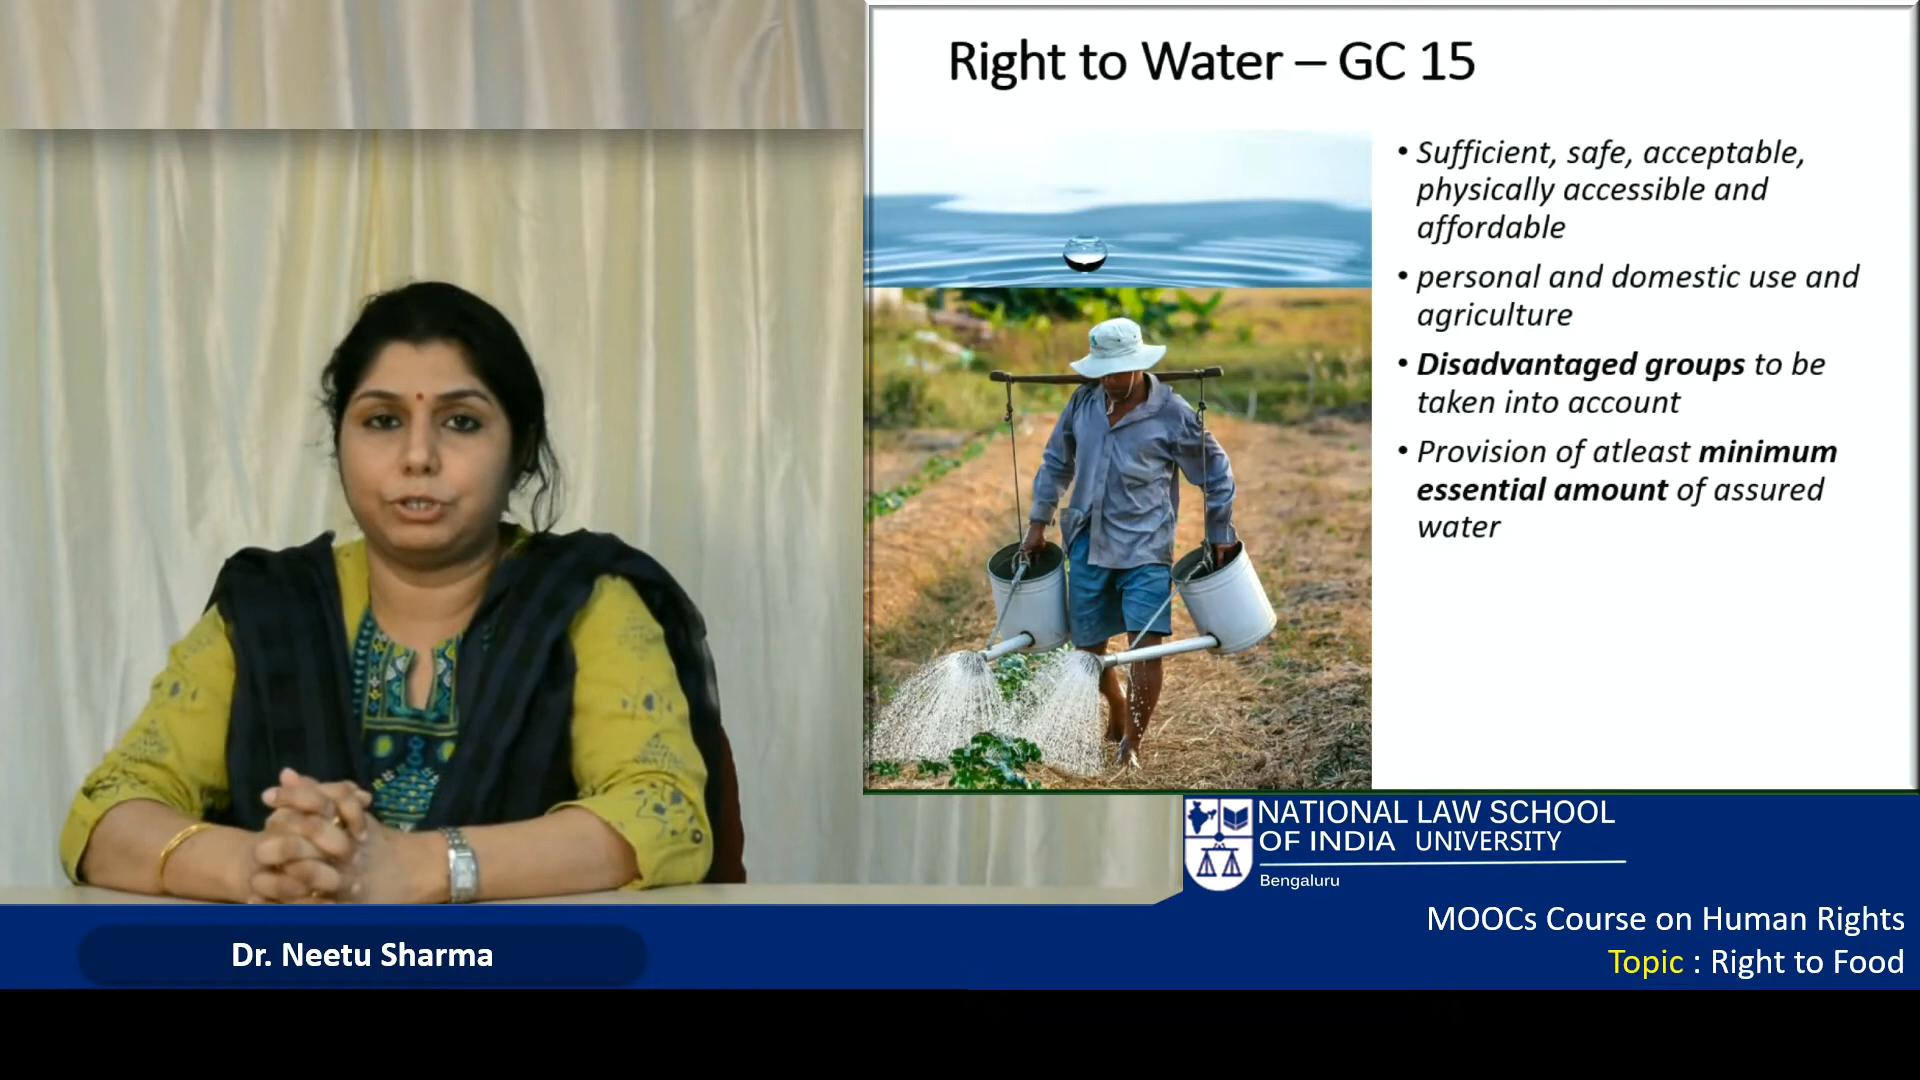 Right to Water – GC 15
• Sufficient, safe, acceptable,
physically accessible and
affordable
• personal and domestic use and
agriculture
• Disadvantaged groups to be
taken into account
• Provision of atleast minimum
essential amount of assured
water
NATIONAL LAW SCHOOL
OF INDIA UNIVERSITY
Bengaluru
MOOCs Course on Human Rights
Topic : Right to Food
Dr. Neetu Sharma